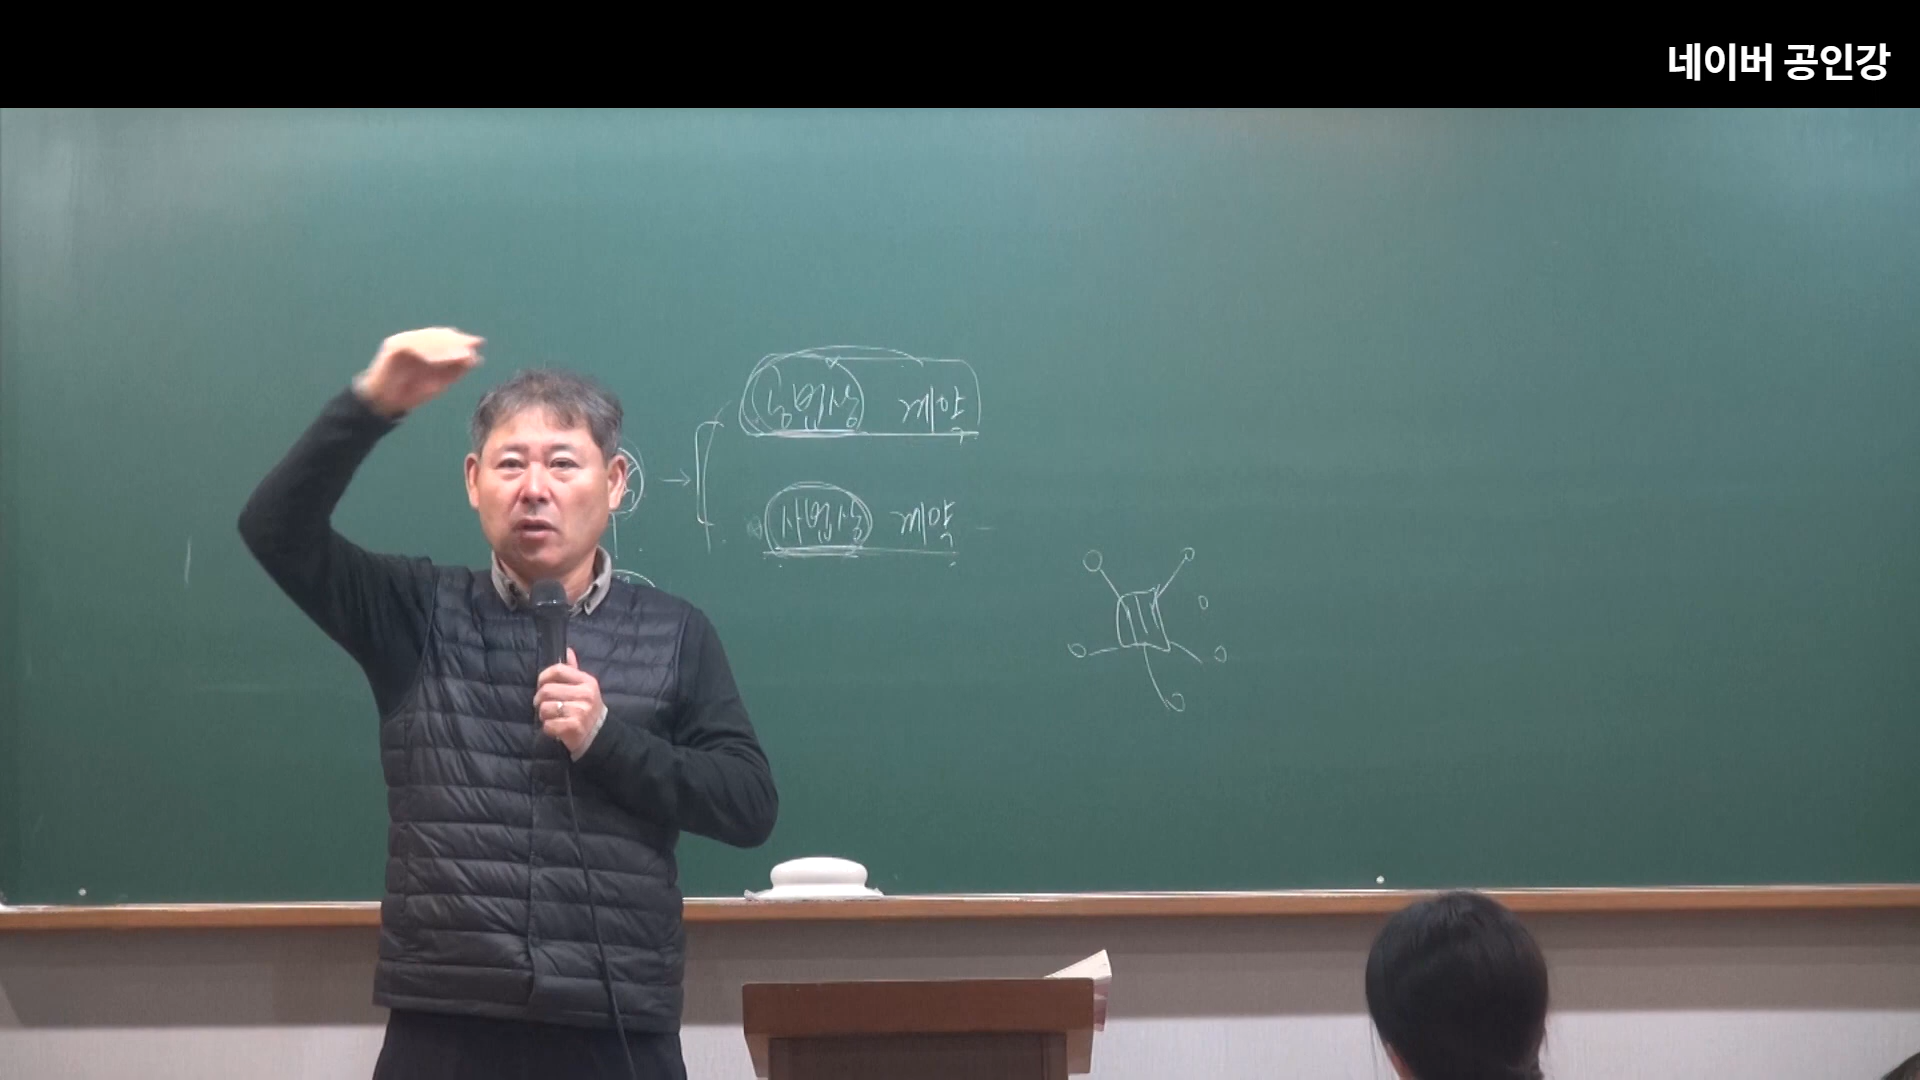 네이버 공인강
공법상 계약
사법상 계약